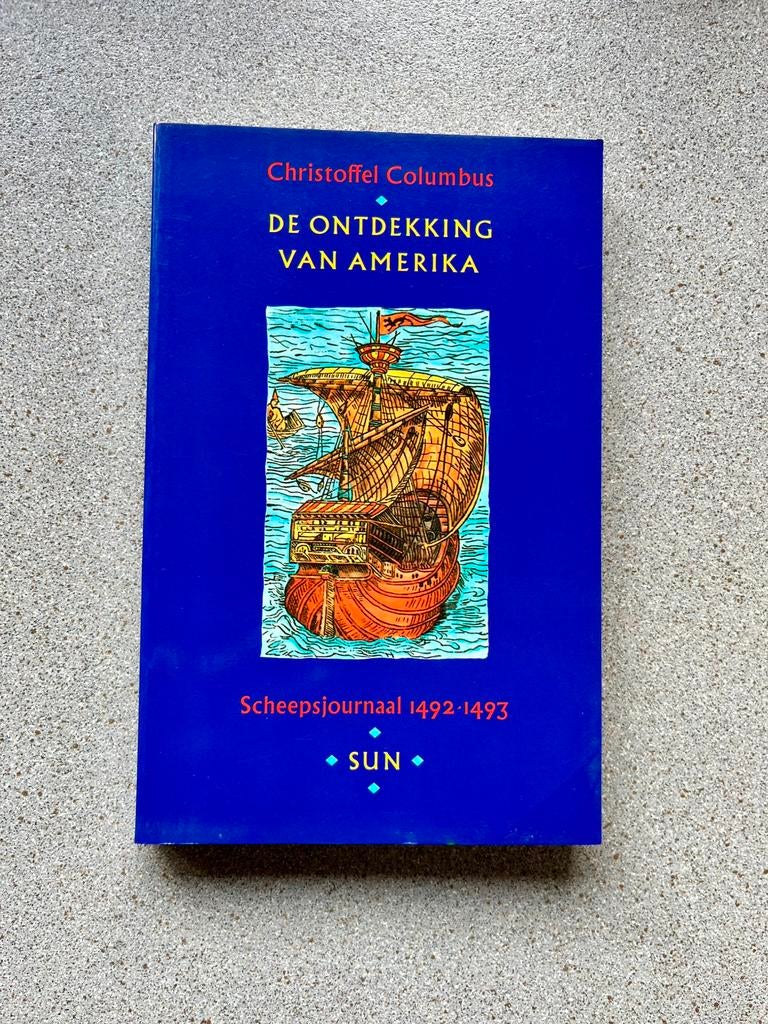 Christoffel Columbus
DE ONTDEKKING
VAN AMERIKA
Scheepsjournaal 1492·1493
SUN